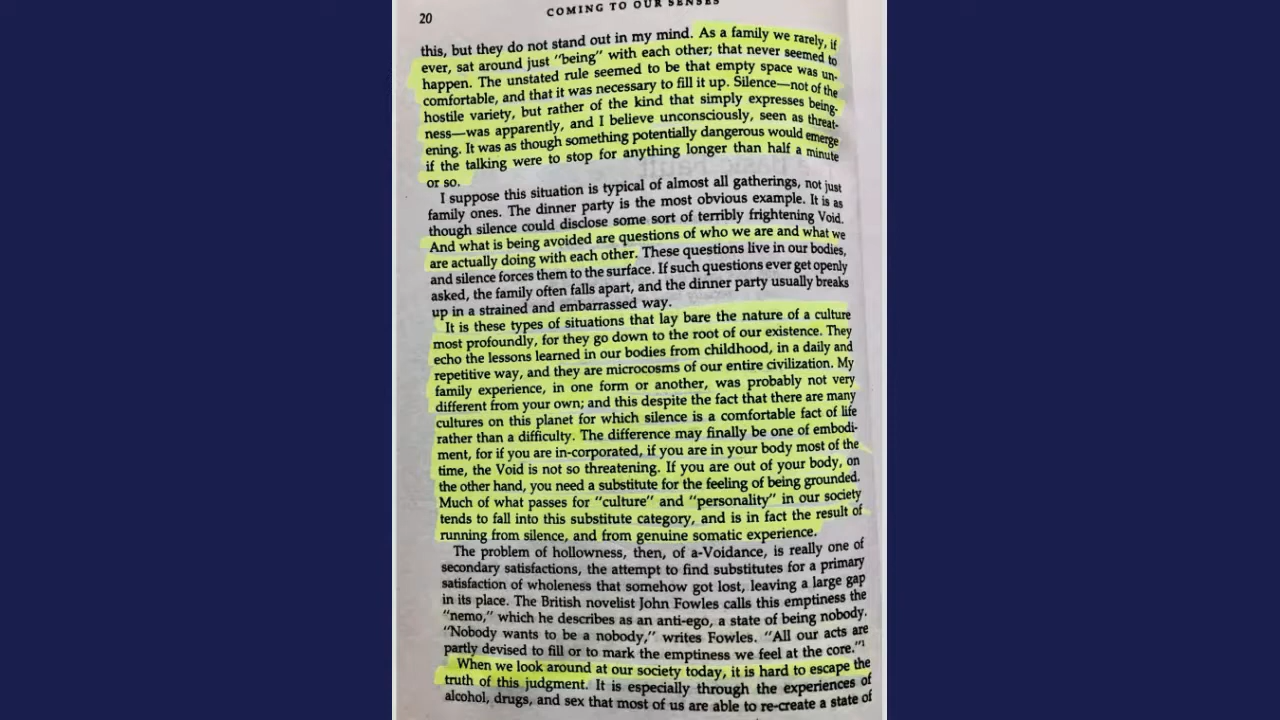 20
COMING TO OUR SENSES
this, but they do not stand out in my mind. As a family we rarely, if
ever, sat around just "being" with each other; that never seemed to
happen. The unstated rule seemed to be that empty space was un-
comfortable, and that it was necessary to fill it up. Silence—not of the
hostile variety, but rather of the kind that simply expresses being-
ness—was apparently, and I believe unconsciously, seen as threat-
ening. It was as though something potentially dangerous would emerge
if the talking were to stop for anything longer than half a minute
or so.
I suppose this situation is typical of almost all gatherings, not just
family ones. The dinner party is the most obvious example. It is as
though silence could disclose some sort of terribly frightening Void.
And what is being avoided are questions of who we are and what we
are actually doing with each other. These questions live in our bodies,
and silence forces them to the surface. If such questions ever get openly
asked, the family often falls apart, and the dinner party usually breaks
up in a strained and embarrassed way.
It is these types of situations that lay bare the nature of a culture
most profoundly, for they go down to the root of our existence. They
echo the lessons learned in our bodies from childhood, in a daily and
repetitive way, and they are microcosms of our entire civilization. My
family experience, in one form or another, was probably not very
different from your own; and this despite the fact that there are many
cultures on this planet for which silence is a comfortable fact of life
rather than a difficulty. The difference may finally be one of embodi-
ment, for if you are in-corporated, if you are in your body most of the
time, the Void is not so threatening. If you are out of your body, on
the other hand, you need a substitute for the feeling of being grounded.
Much of what passes for "culture" and "personality" in our society
tends to fall into this substitute category, and is in fact the result of
running from silence, and from genuine somatic experience.
The problem of hollowness, then, of a-Voidance, is really one of
secondary satisfactions, the attempt to find substitutes for a primary
satisfaction of wholeness that somehow got lost, leaving a large gap
in its place. The British novelist John Fowles calls this emptiness the
"nemo," which he describes as an anti-ego, a state of being nobody.
"Nobody wants to be a nobody," writes Fowles. "All our acts are
partly devised to fill or to mark the emptiness we feel at the core."¹
When we look around at our society today, it is hard to escape the
truth of this judgment. It is especially through the experiences of
alcohol, drugs, and sex that most of us are able to re-create a state of